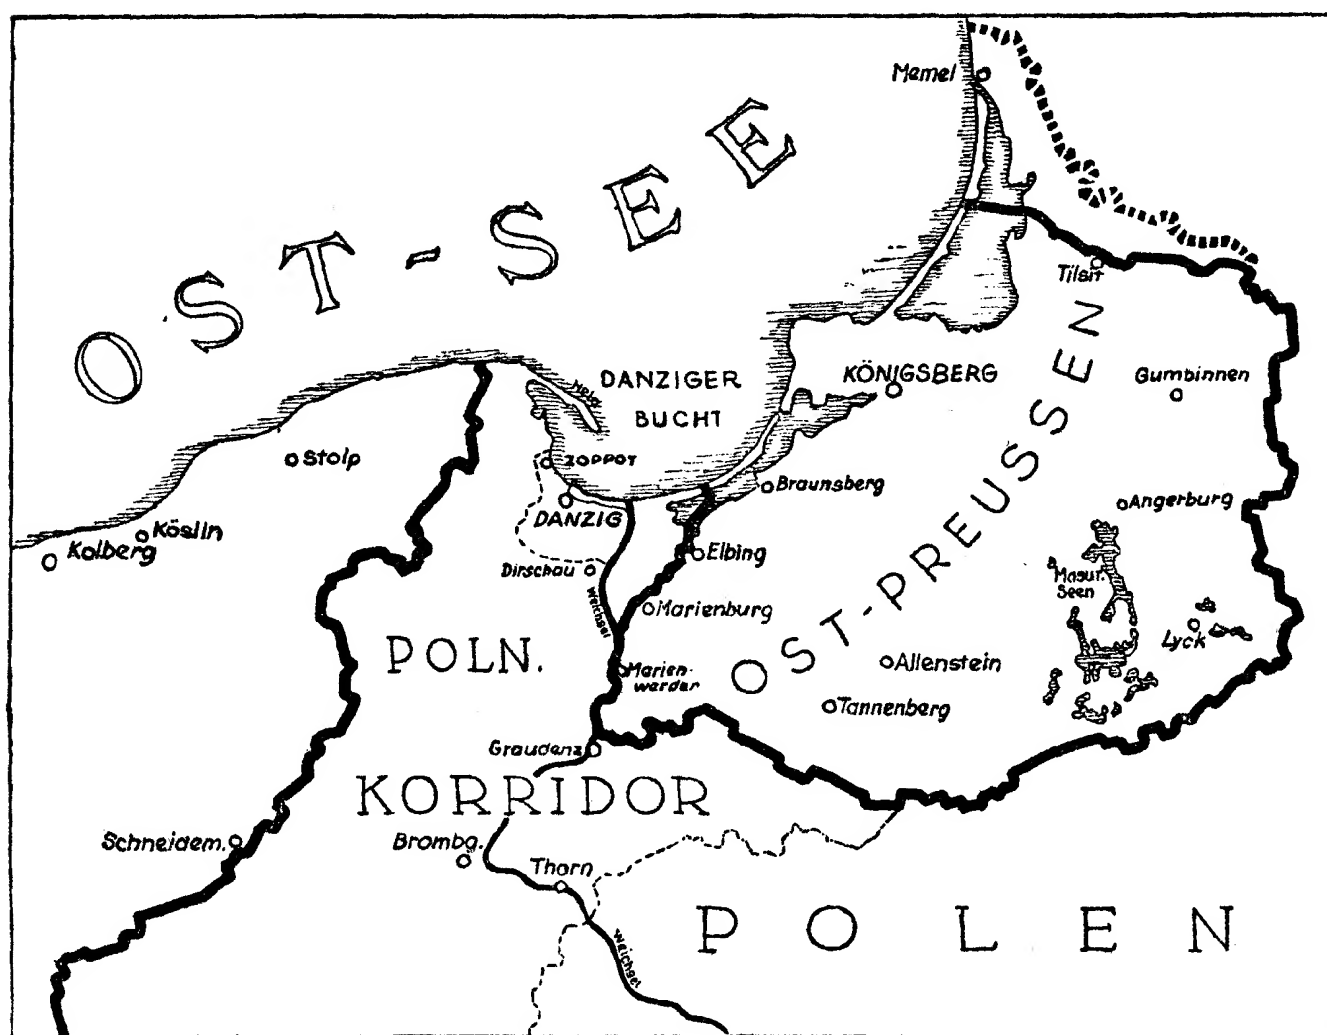 Memel
OST-SEE
Tilsit
DANZIGER
BUCHT
KÖNIGSBERG
Gumbinnen
Hela
Stolp
ZOPPOT
Braunsberg
Angerburg
DANZIG
Köslin
Kolberg
Elbing
Dirschau
Weichsel
Masur.
Seen
Marienburg
OST-PREUSSEN
Lyck
POLN.
Allenstein
Marien-
werder
Tannenberg
Graudenz
KORRIDOR
Schneidem.
Brombg.
Thorn
POLEN
Weichsel